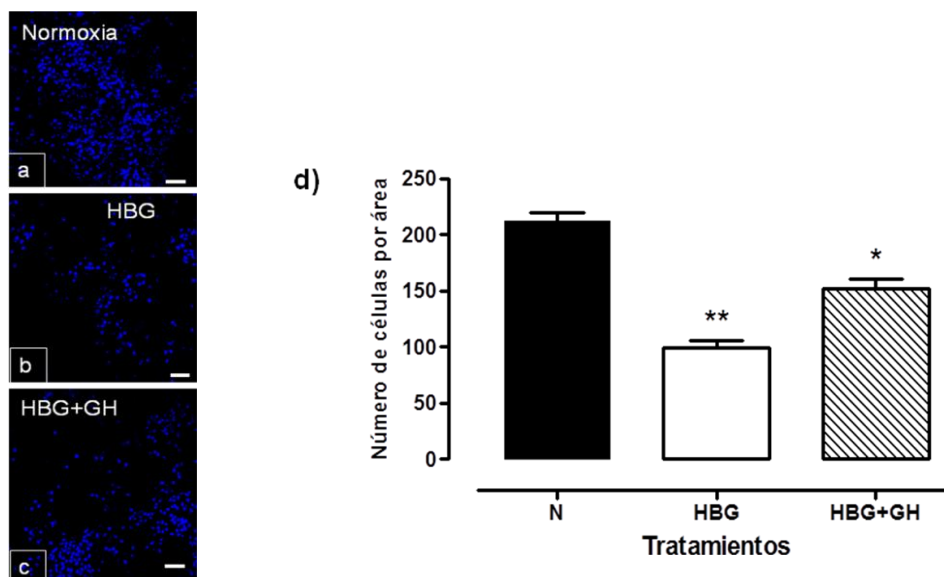 Normoxia
a
HBG
b
HBG+GH
c
d)
Número de células por área
250
200
150
100
50
0
**
*
N HBG HBG+GH
Tratamientos